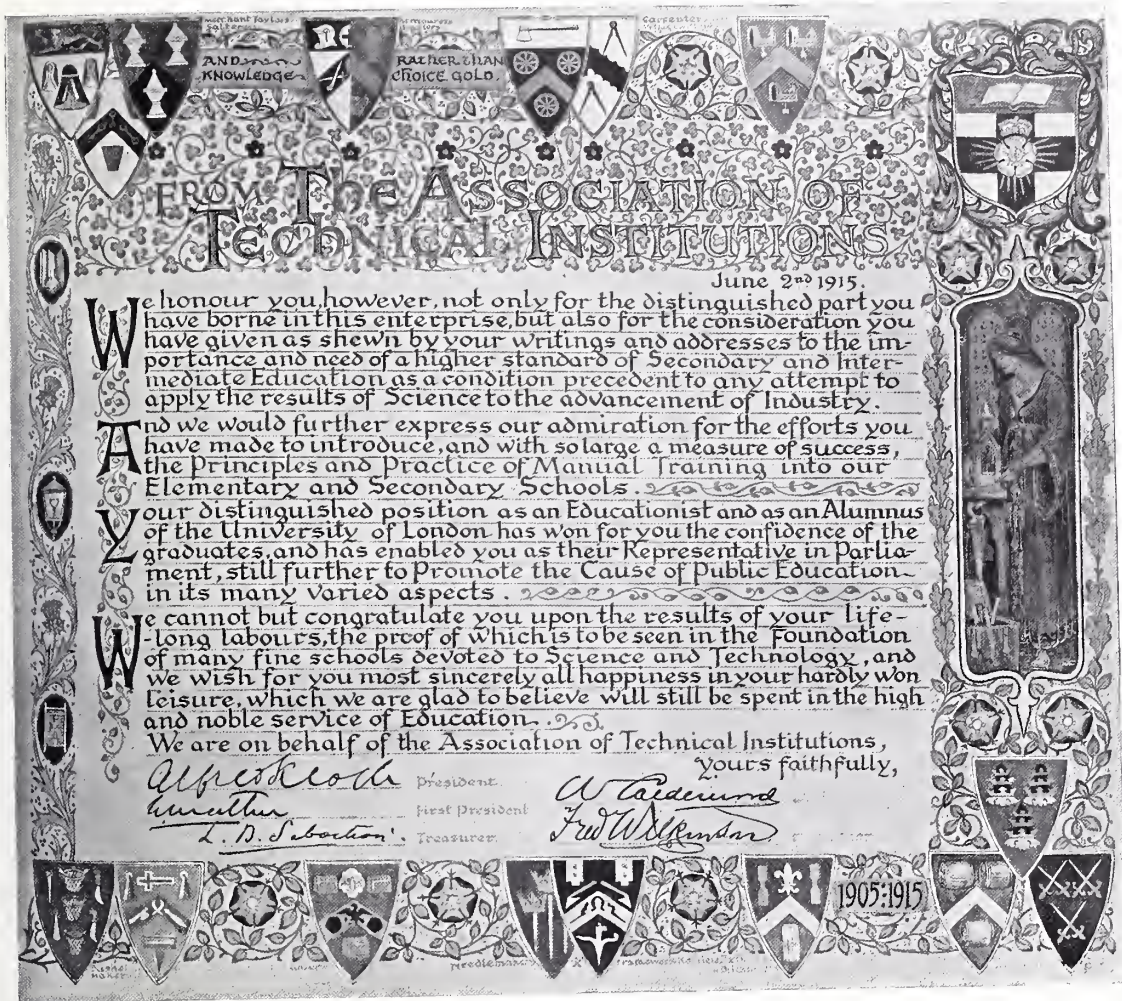 Merchant Taylors
Salters
Carpenter
AND
RATHER THAN
KNOWLEDGE
CHOICE GOLD.
FROM THE ASSOCIATION OF
TECHNICAL INSTITUTIONS
June 2nd 1915.
We honour you, however, not only for the distinguished part you
have borne in this enterprise, but also for the consideration you
have given as shewn by your writings and addresses to the im-
portance and need of a higher standard of Secondary and Inter-
mediate Education as a condition precedent to any attempt to
apply the results of Science to the advancement of Industry.
And we would further express our admiration for the efforts you
have made to introduce, and with so large a measure of success,
the Principles and Practice of Manual Training into our
Elementary and Secondary Schools.
Your distinguished position as an Educationist and as an Alumnus
of the University of London has won for you the confidence of the
graduates, and has enabled you as their Representative in Parlia-
ment, still further to Promote the Cause of Public Education
in its many varied aspects.
We cannot but congratulate you upon the results of your life-
-long labours, the proof of which is to be seen in the Foundation
of many fine schools devoted to Science and Technology, and
we wish for you most sincerely all happiness in your hardly won
leisure, which we are glad to believe will still be spent in the high
and noble service of Education.
We are on behalf of the Association of Technical Institutions,
Yours faithfully,
President.
First President
Treasurer.
Fred Wilkinson
1905:1915
Needlemakers